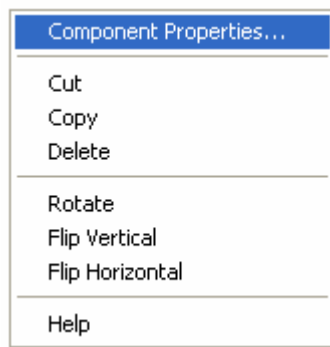 Component Properties...
Cut
Copy
Delete
Rotate
Flip Vertical
Flip Horizontal
Help